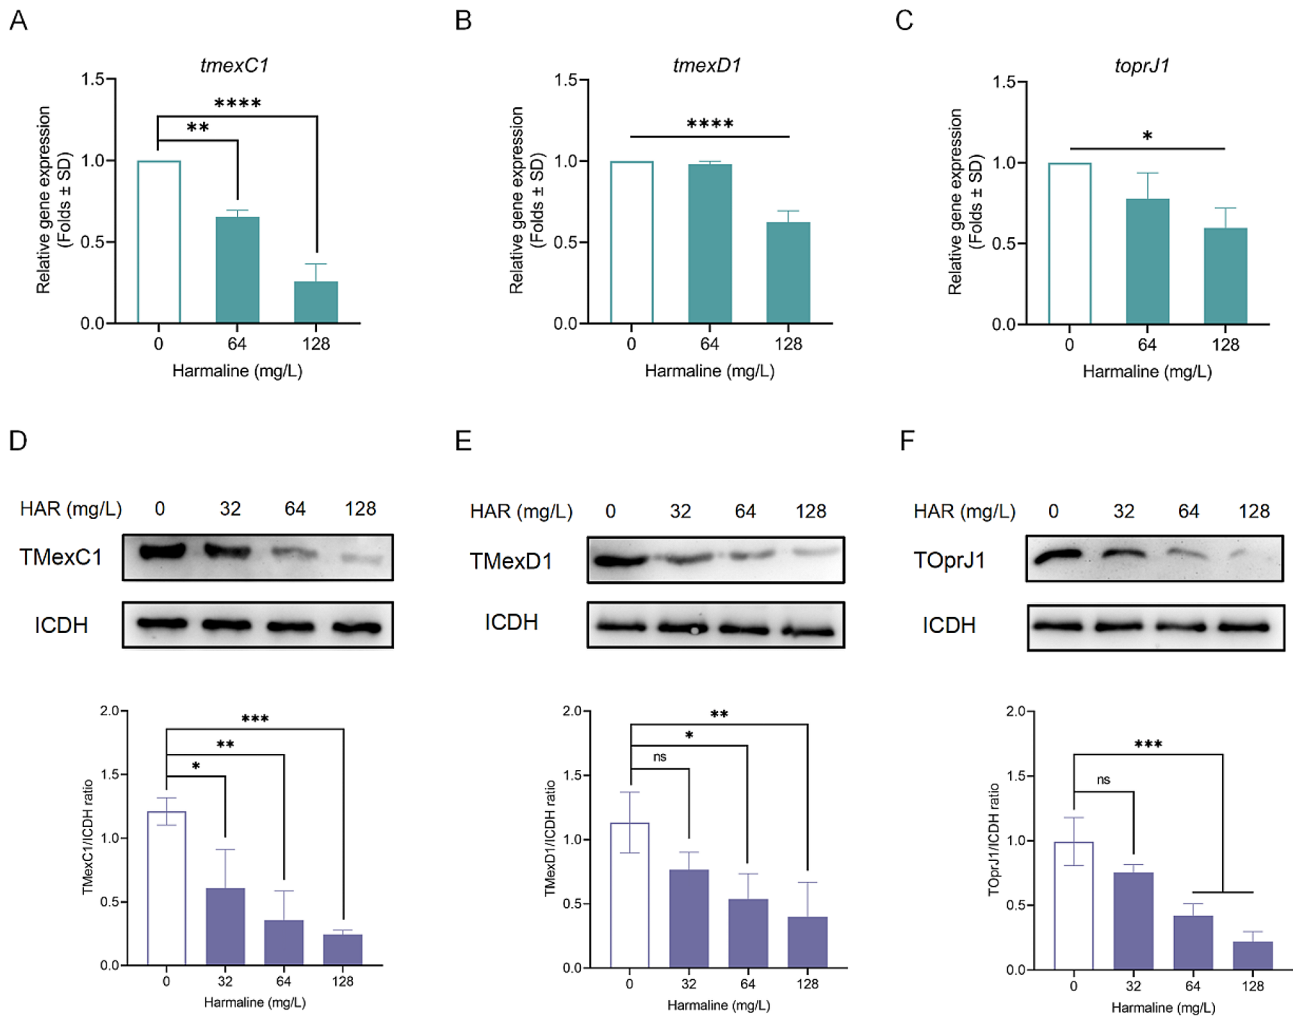 A
B
C
tmexC1
tmexD1
toprJ1
Relative gene expression
(Folds ± SD)
1.5
1.0
0.5
0.0
****
**
0 64 128
Harmaline (mg/L)
Relative gene expression
(Folds ± SD)
1.5
1.0
0.5
0.0
****
0 64 128
Harmaline (mg/L)
Relative gene expression
(Folds ± SD)
1.5
1.0
0.5
0.0
*
0 64 128
Harmaline (mg/L)
D
E
F
HAR (mg/L) 0 32 64 128
TMexC1
ICDH
HAR (mg/L) 0 32 64 128
TMexD1
ICDH
HAR (mg/L) 0 32 64 128
TOprJ1
ICDH
TMexC1/ICDH ratio
2.0
1.5
1.0
0.5
0.0
***
**
*
0 32 64 128
Harmaline (mg/L)
TMexD1/ICDH ratio
2.0
1.5
1.0
0.5
0.0
**
*
ns
0 32 64 128
Harmaline (mg/L)
TOprJ1/ICDH ratio
2.0
1.5
1.0
0.5
0.0
***
ns
0 32 64 128
Harmaline (mg/L)